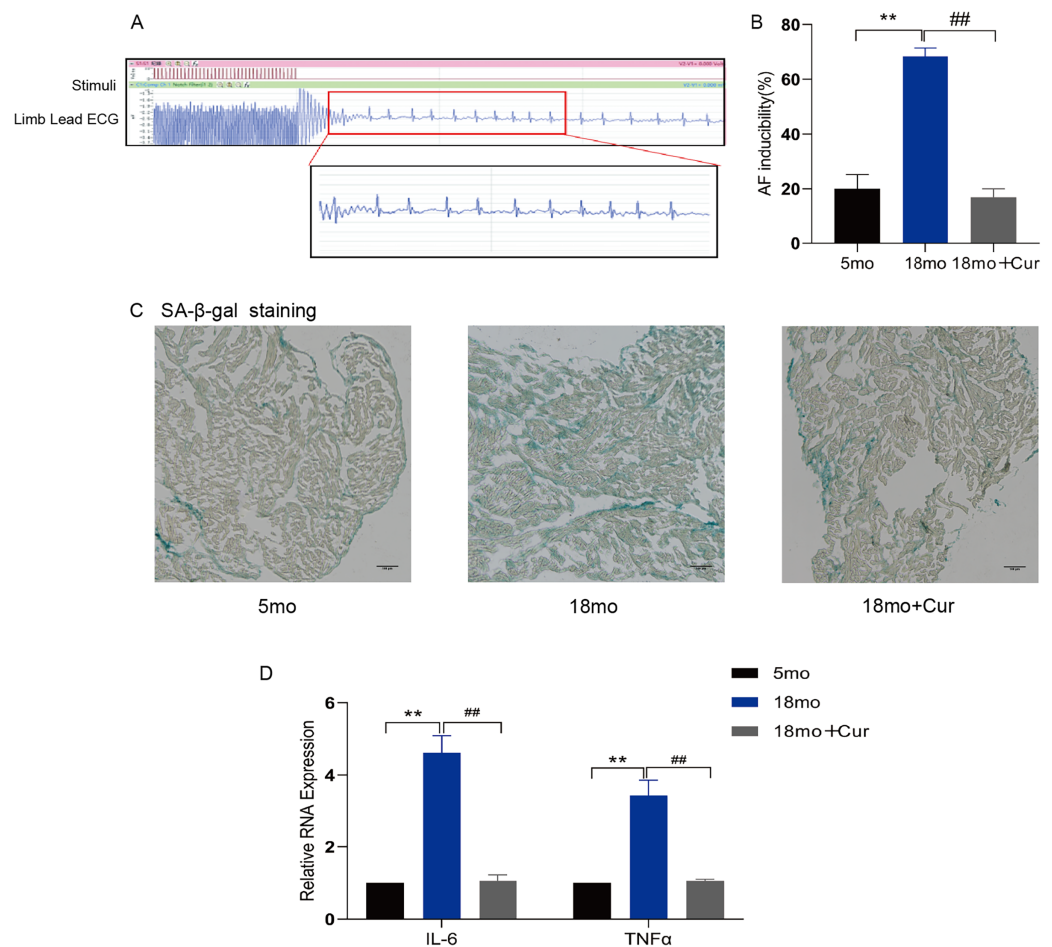 A
Stimuli
Limb Lead ECG
B
AF inducibility(%)
80
60
40
20
0
** ##
5mo 18mo 18mo+Cur
C SA-β-gal staining
5mo 18mo 18mo+Cur
D
5mo
18mo
18mo+Cur
Relative RNA Expression
6
4
2
0
** ##
** ##
IL-6 TNFα